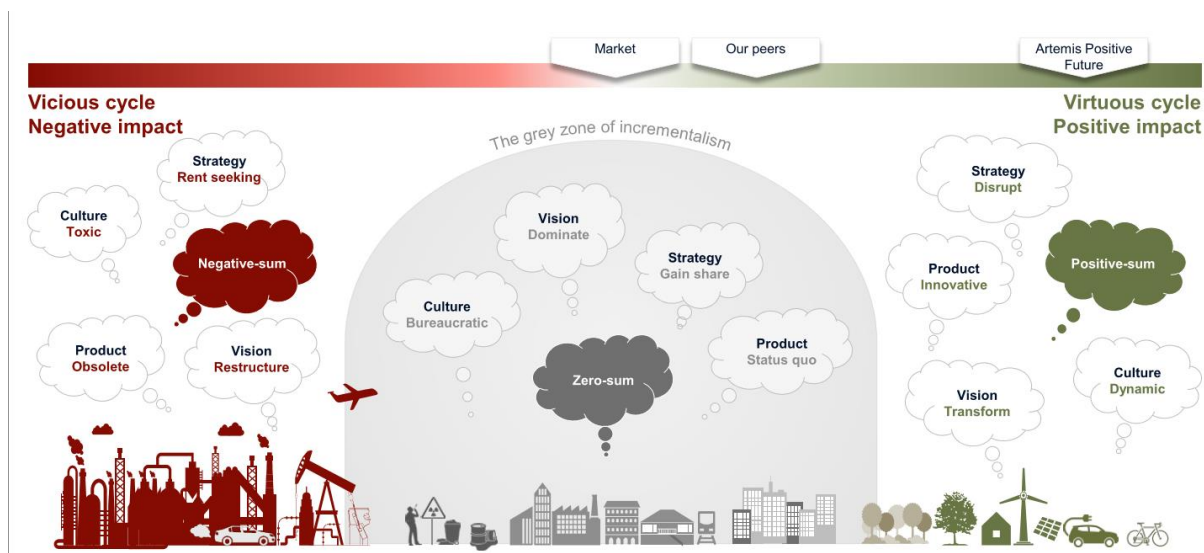 Market
Our peers
Artemis Positive
Future
Vicious cycle
Negative impact
Virtuous cycle
Positive impact
The grey zone of incrementalism
Strategy
Rent seeking
Culture
Toxic
Negative-sum
Product
Obsolete
Vision
Restructure
Vision
Dominate
Strategy
Gain share
Culture
Bureaucratic
Product
Status quo
Zero-sum
Strategy
Disrupt
Product
Innovative
Positive-sum
Vision
Transform
Culture
Dynamic